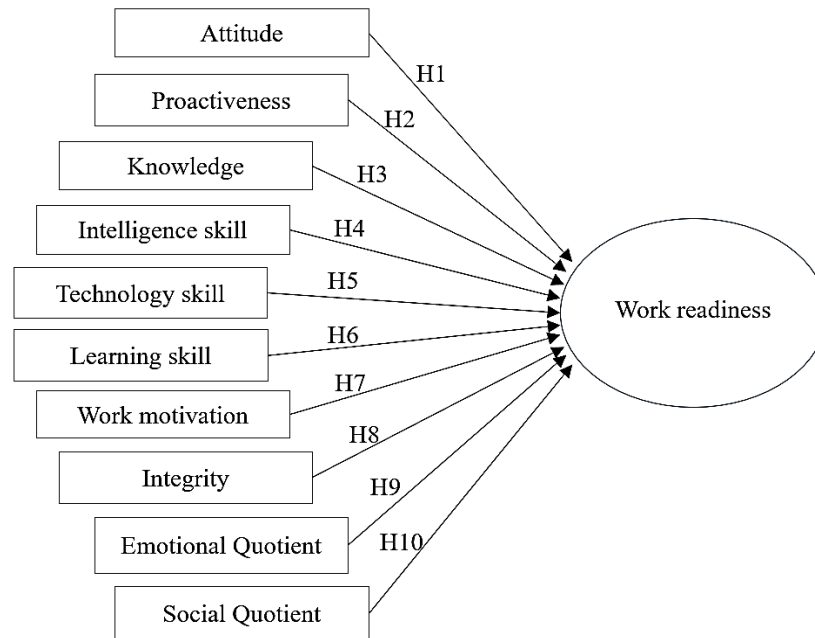 Attitude
H1
Proactiveness
H2
Knowledge
H3
Intelligence skill
H4
Technology skill
H5
Work readiness
Learning skill
H6
Work motivation
H7
Integrity
H8
Emotional Quotient
H9
Social Quotient
H10